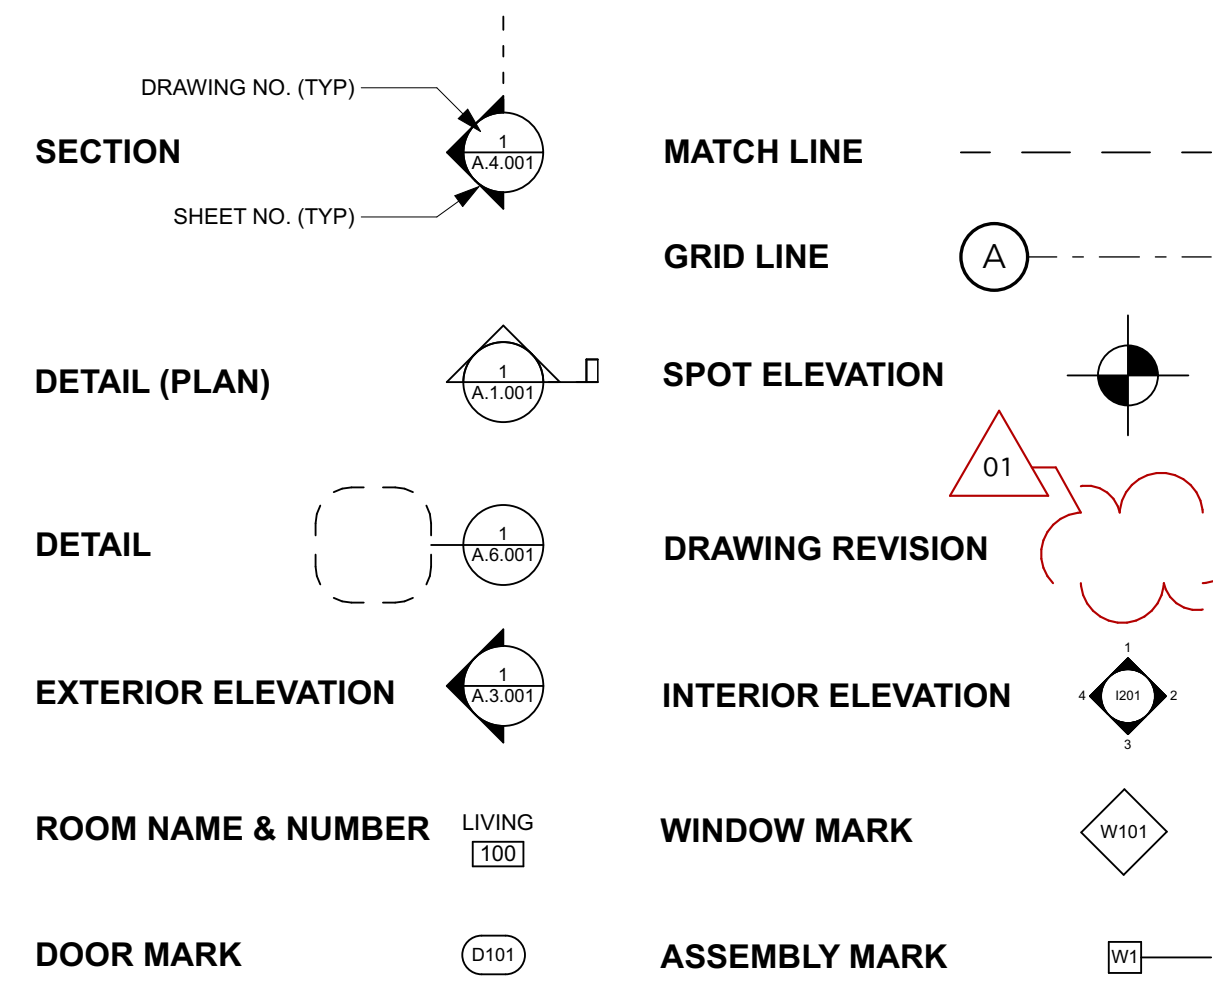 DRAWING NO. (TYP)
SECTION
1
A.4.001
SHEET NO. (TYP)
DETAIL (PLAN)
1
A.1.001
DETAIL
1
A.6.001
EXTERIOR ELEVATION
1
A.3.001
ROOM NAME & NUMBER
LIVING
100
DOOR MARK
D101
MATCH LINE
GRID LINE
A
SPOT ELEVATION
01
DRAWING REVISION
1
INTERIOR ELEVATION
4
I201
2
3
WINDOW MARK
W101
ASSEMBLY MARK
W1